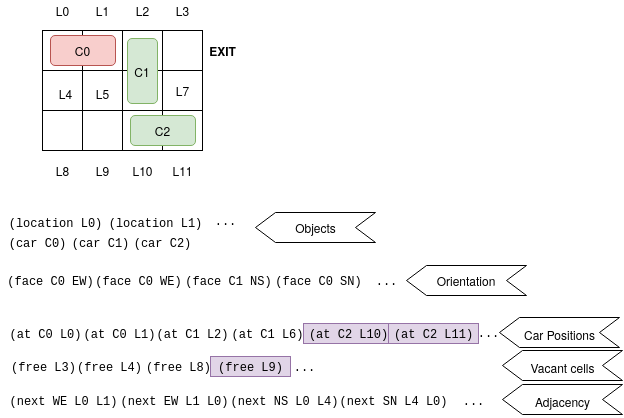 L0 L1 L2 L3
C0 EXIT
C1
L4 L5 L7
C2
L8 L9 L10 L11
(location L0) (location L1) ...
Objects
(car C0) (car C1) (car C2)
(face C0 EW)(face C0 WE)(face C1 NS)(face C0 SN) ... Orientation
(at C0 L0)(at C0 L1)(at C1 L2)(at C1 L6)(at C2 L10)(at C2 L11)... Car Positions
(free L3)(free L4)(free L8)(free L9)... Vacant cells
(next WE L0 L1)(next EW L1 L0)(next NS L0 L4)(next SN L4 L0) ... Adjacency